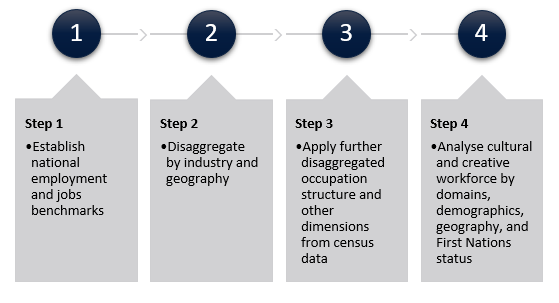 1
2
3
4
Step 1
•Establish
national
employment
and jobs
benchmarks
Step 2
•Disaggregate
by industry and
geography
Step 3
•Apply further
disaggregated
occupation
structure and
other
dimensions
from census
data
Step 4
•Analyse cultural
and creative
workforce by
domains,
demographics,
geography, and
First Nations
status